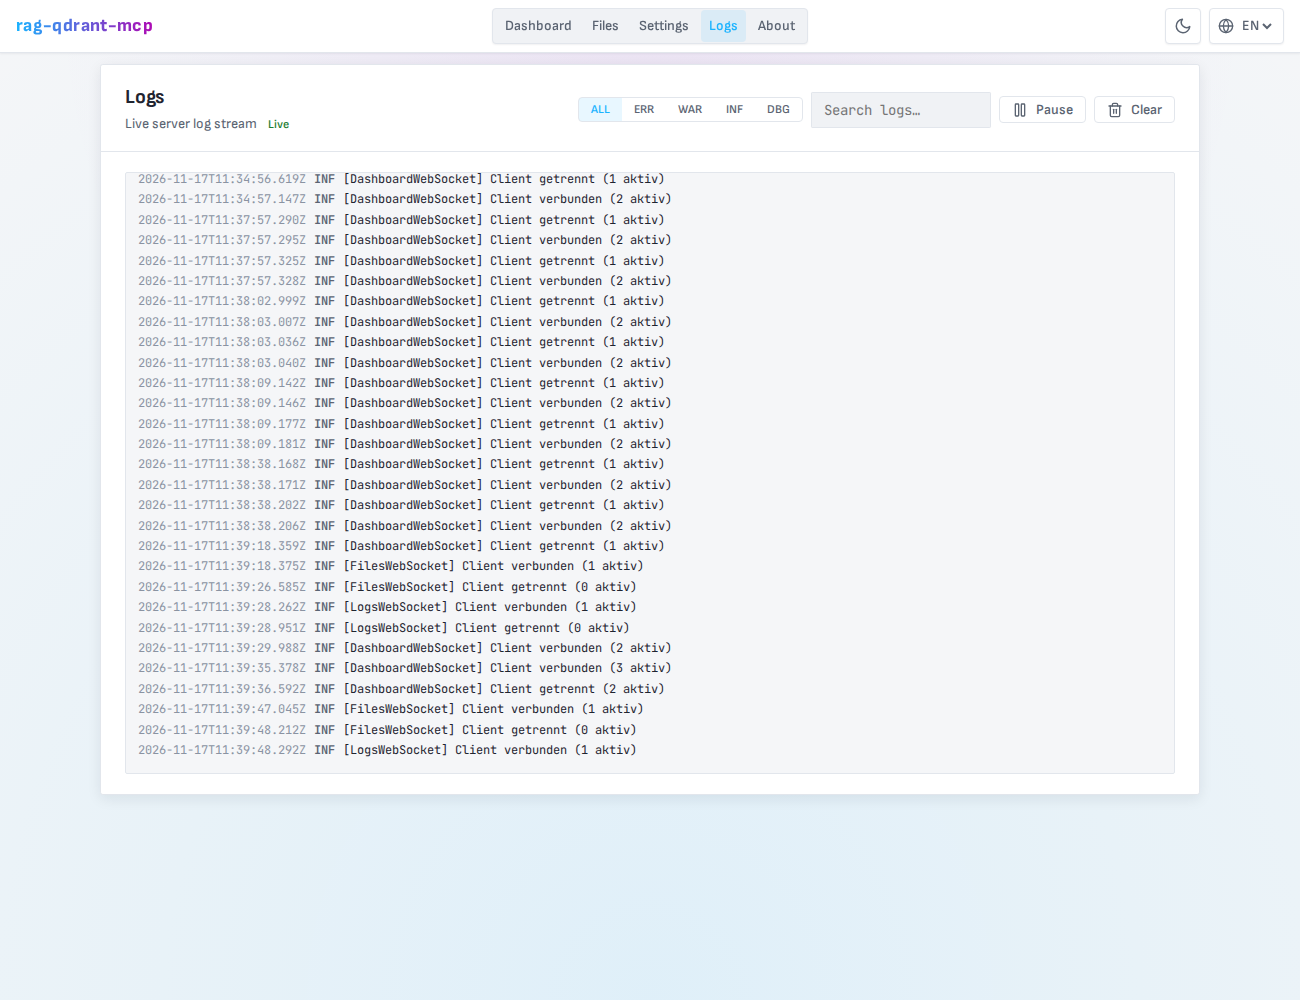 rag-qdrant-mcp
Dashboard Files Settings Logs About
EN
Logs
Live server log stream Live
ALL ERR WAR INF DBG
Search logs…
Pause
Clear
2026-11-17T11:34:56.619Z INF [DashboardWebSocket] Client getrennt (1 aktiv)
2026-11-17T11:34:57.147Z INF [DashboardWebSocket] Client verbunden (2 aktiv)
2026-11-17T11:37:57.290Z INF [DashboardWebSocket] Client getrennt (1 aktiv)
2026-11-17T11:37:57.295Z INF [DashboardWebSocket] Client verbunden (2 aktiv)
2026-11-17T11:37:57.325Z INF [DashboardWebSocket] Client getrennt (1 aktiv)
2026-11-17T11:37:57.328Z INF [DashboardWebSocket] Client verbunden (2 aktiv)
2026-11-17T11:38:02.999Z INF [DashboardWebSocket] Client getrennt (1 aktiv)
2026-11-17T11:38:03.007Z INF [DashboardWebSocket] Client verbunden (2 aktiv)
2026-11-17T11:38:03.036Z INF [DashboardWebSocket] Client getrennt (1 aktiv)
2026-11-17T11:38:03.040Z INF [DashboardWebSocket] Client verbunden (2 aktiv)
2026-11-17T11:38:09.142Z INF [DashboardWebSocket] Client getrennt (1 aktiv)
2026-11-17T11:38:09.146Z INF [DashboardWebSocket] Client verbunden (2 aktiv)
2026-11-17T11:38:09.177Z INF [DashboardWebSocket] Client getrennt (1 aktiv)
2026-11-17T11:38:09.181Z INF [DashboardWebSocket] Client verbunden (2 aktiv)
2026-11-17T11:38:38.168Z INF [DashboardWebSocket] Client getrennt (1 aktiv)
2026-11-17T11:38:38.171Z INF [DashboardWebSocket] Client verbunden (2 aktiv)
2026-11-17T11:38:38.202Z INF [DashboardWebSocket] Client getrennt (1 aktiv)
2026-11-17T11:38:38.206Z INF [DashboardWebSocket] Client verbunden (2 aktiv)
2026-11-17T11:39:18.359Z INF [DashboardWebSocket] Client getrennt (1 aktiv)
2026-11-17T11:39:18.375Z INF [FilesWebSocket] Client verbunden (1 aktiv)
2026-11-17T11:39:26.585Z INF [FilesWebSocket] Client getrennt (0 aktiv)
2026-11-17T11:39:28.262Z INF [LogsWebSocket] Client verbunden (1 aktiv)
2026-11-17T11:39:28.951Z INF [LogsWebSocket] Client getrennt (0 aktiv)
2026-11-17T11:39:29.988Z INF [DashboardWebSocket] Client verbunden (2 aktiv)
2026-11-17T11:39:35.378Z INF [DashboardWebSocket] Client verbunden (3 aktiv)
2026-11-17T11:39:36.592Z INF [DashboardWebSocket] Client getrennt (2 aktiv)
2026-11-17T11:39:47.045Z INF [FilesWebSocket] Client verbunden (1 aktiv)
2026-11-17T11:39:48.212Z INF [FilesWebSocket] Client getrennt (0 aktiv)
2026-11-17T11:39:48.292Z INF [LogsWebSocket] Client verbunden (1 aktiv)